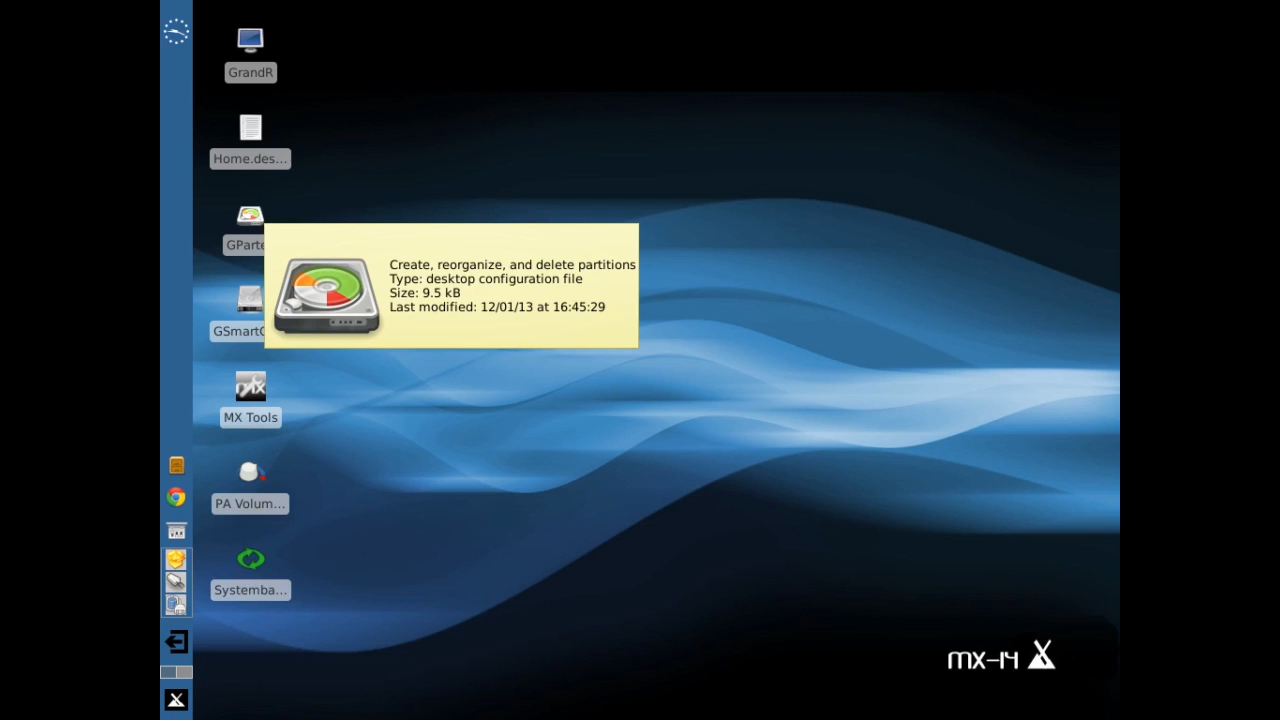 GrandR
Home.des...
GParte
Create, reorganize, and delete partitions
Type: desktop configuration file
Size: 9.5 kB
Last modified: 12/01/13 at 16:45:29
GSmartC
MX Tools
PA Volum...
Systemba...
mx-14